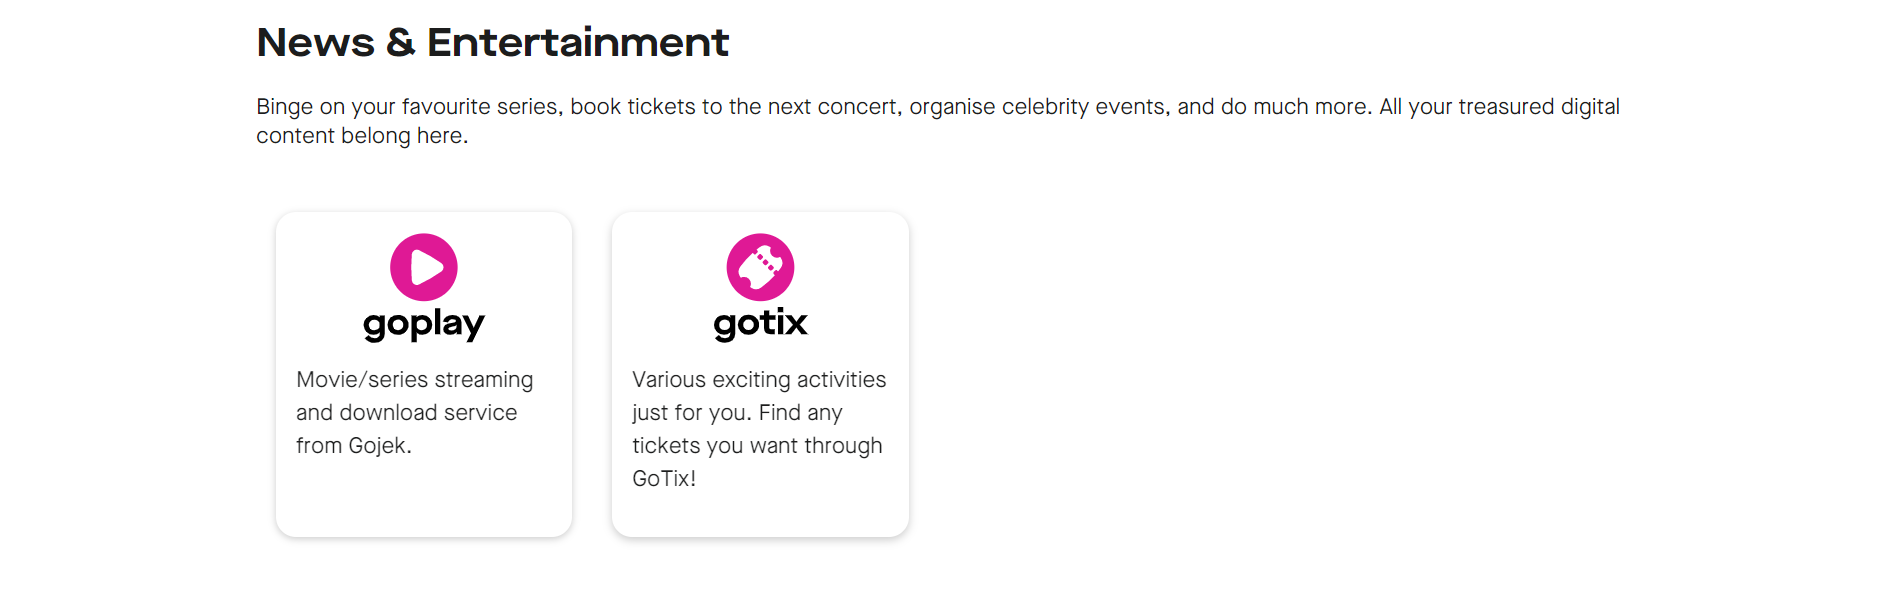 News & Entertainment
Binge on your favourite series, book tickets to the next concert, organise celebrity events, and do much more. All your treasured digital
content belong here.
goplay
Movie/series streaming
and download service
from Gojek.
gotix
Various exciting activities
just for you. Find any
tickets you want through
GoTix!